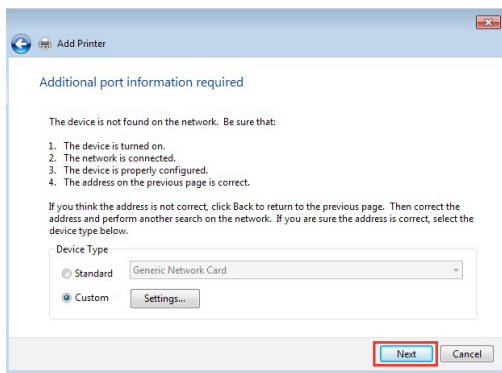 Add Printer
Additional port information required
The device is not found on the network. Be sure that:
1. The device is turned on.
2. The network is connected.
3. The device is properly configured.
4. The address on the previous page is correct.
If you think the address is not correct, click Back to return to the previous page. Then correct the
address and perform another search on the network. If you are sure the address is correct, select the
device type below.
Device Type
Standard Generic Network Card
Custom Settings...
Next Cancel